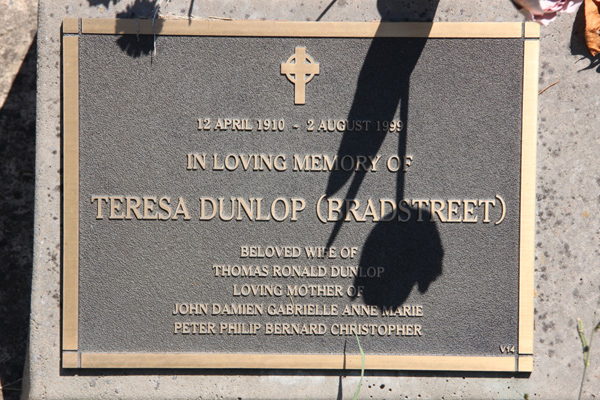 12 APRIL 1910 - 2 AUGUST 1999
IN LOVING MEMORY OF
TERESA DUNLOP (BRADSTREET)
BELOVED WIFE OF
THOMAS RONALD DUNLOP
LOVING MOTHER OF
JOHN DAMIEN GABRIELLE ANNE MARIE
PETER PHILIP BERNARD CHRISTOPHER
V14